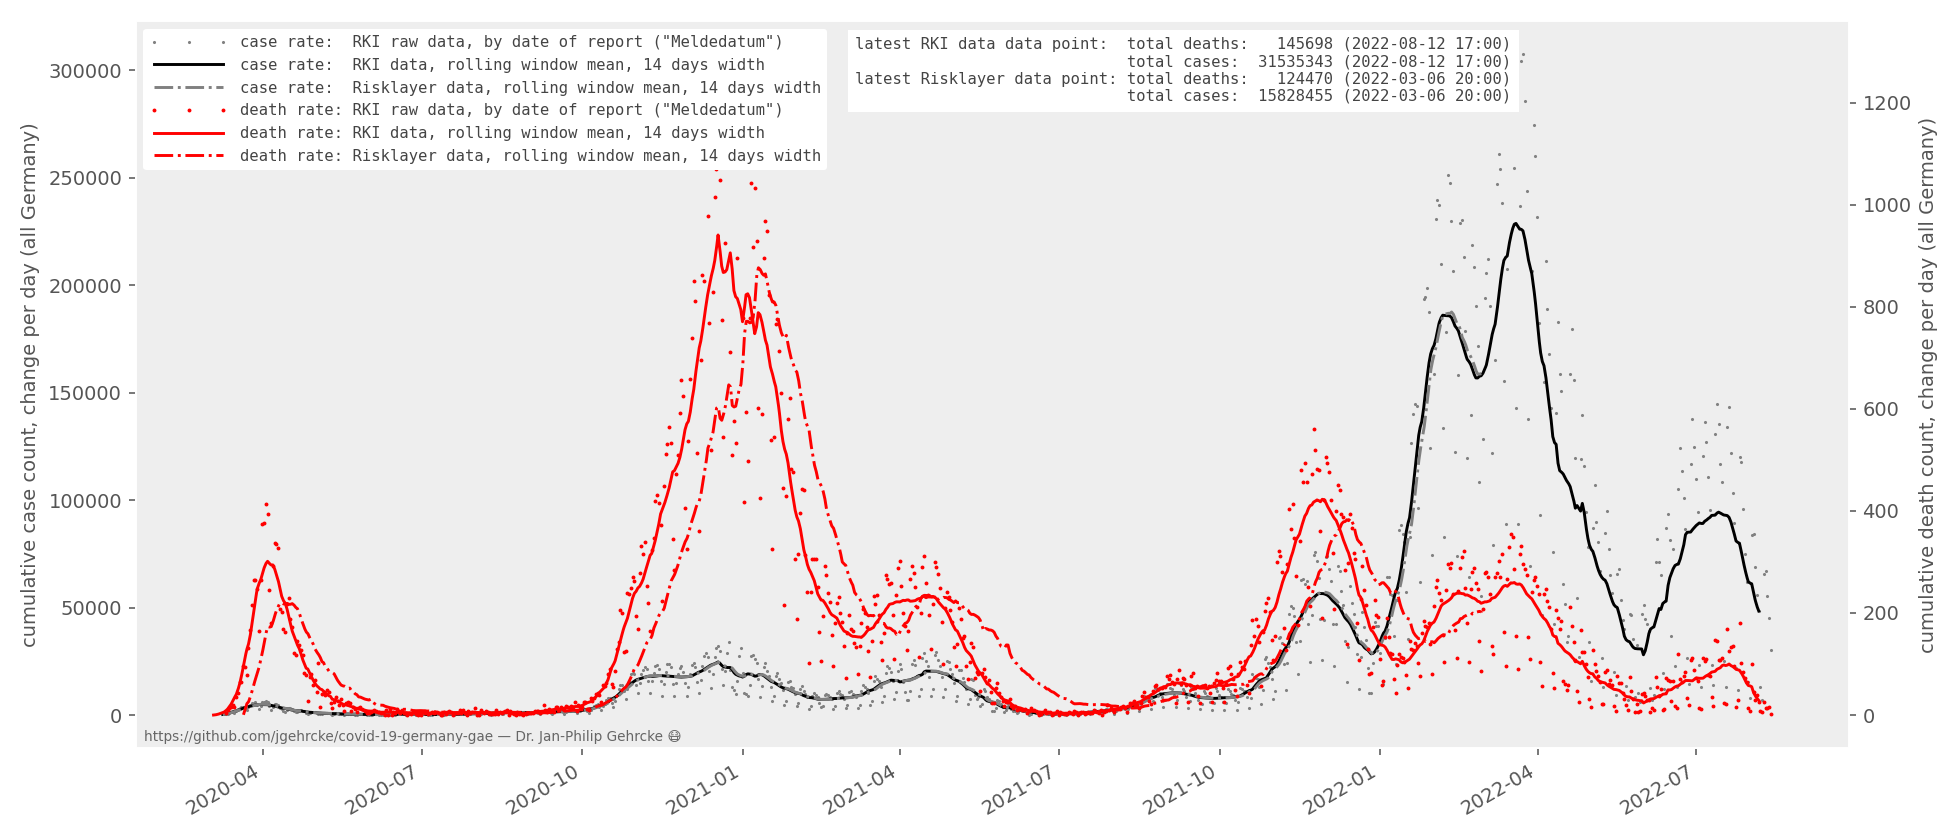 case rate:  RKI raw data, by date of report ("Meldedatum")
case rate:  RKI data, rolling window mean, 14 days width
case rate:  Risklayer data, rolling window mean, 14 days width
death rate: RKI raw data, by date of report ("Meldedatum")
death rate: RKI data, rolling window mean, 14 days width
death rate: Risklayer data, rolling window mean, 14 days width
latest RKI data data point:  total deaths:   145698 (2022-08-12 17:00)
total cases:  31535343 (2022-08-12 17:00)
latest Risklayer data point: total deaths:   124470 (2022-03-06 20:00)
total cases:  15828455 (2022-03-06 20:00)
cumulative case count, change per day (all Germany)
300000
250000
200000
150000
100000
50000
0
1200
1000
800
600
400
200
0
cumulative death count, change per day (all Germany)
https://github.com/jgehrcke/covid-19-germany-gae — Dr. Jan-Philip Gehrcke 😷
2020-04
2020-07
2020-10
2021-01
2021-04
2021-07
2021-10
2022-01
2022-04
2022-07